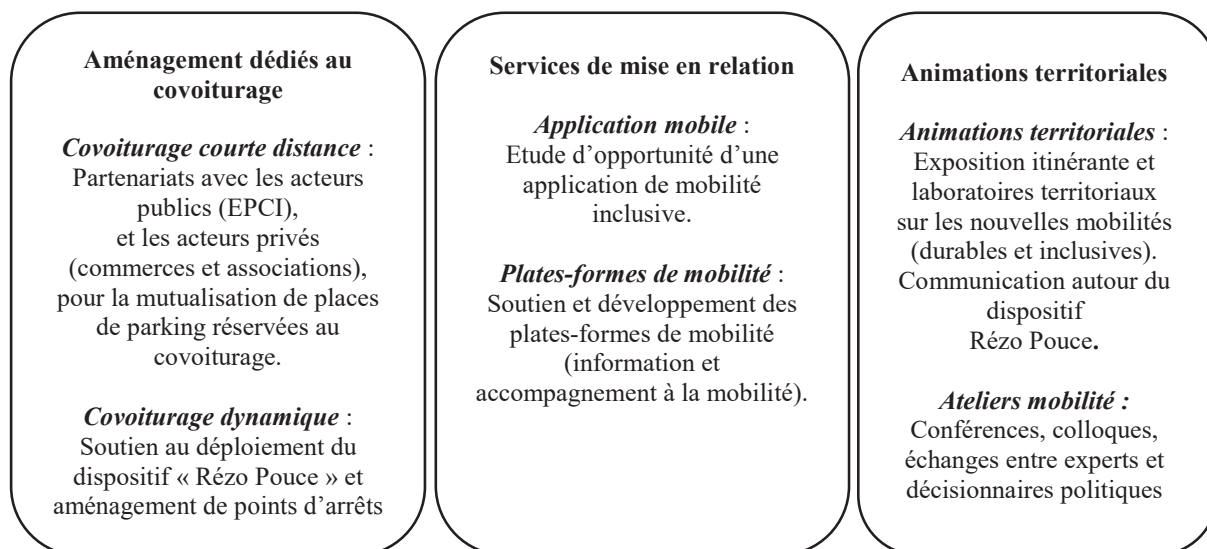 Aménagement dédiés au
covoiturage
Covoiturage courte distance :
Partenariats avec les acteurs
publics (EPCI),
et les acteurs privés
(commerces et associations),
pour la mutualisation de places
de parking réservées au
covoiturage.
Covoiturage dynamique :
Soutien au déploiement du
dispositif « Rézo Pouce » et
aménagement de points d’arrêts
Services de mise en relation
Application mobile :
Etude d’opportunité d’une
application de mobilité
inclusive.
Plates-formes de mobilité :
Soutien et développement des
plates-formes de mobilité
(information et
accompagnement à la mobilité).
Animations territoriales
Animations territoriales :
Exposition itinérante et
laboratoires territoriaux
sur les nouvelles mobilités
(durables et inclusives).
Communication autour du
dispositif
Rézo Pouce.
Ateliers mobilité :
Conférences, colloques,
échanges entre experts et
décisionnaires politiques